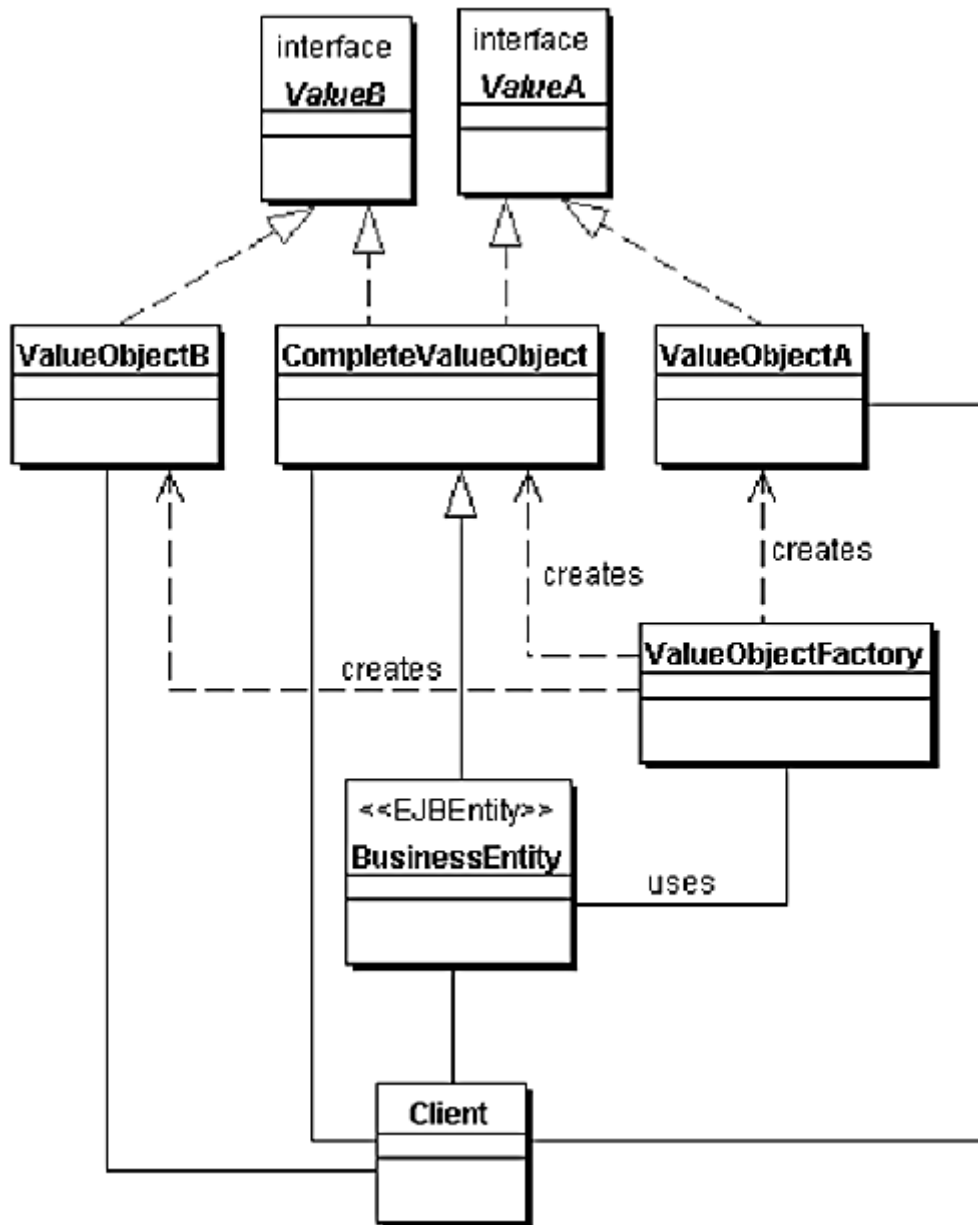 interface
ValueB
interface
ValueA
ValueObjectB
CompleteValueObject
ValueObjectA
creates
creates
ValueObjectFactory
creates
<<EJBEntity>>
BusinessEntity
uses
Client